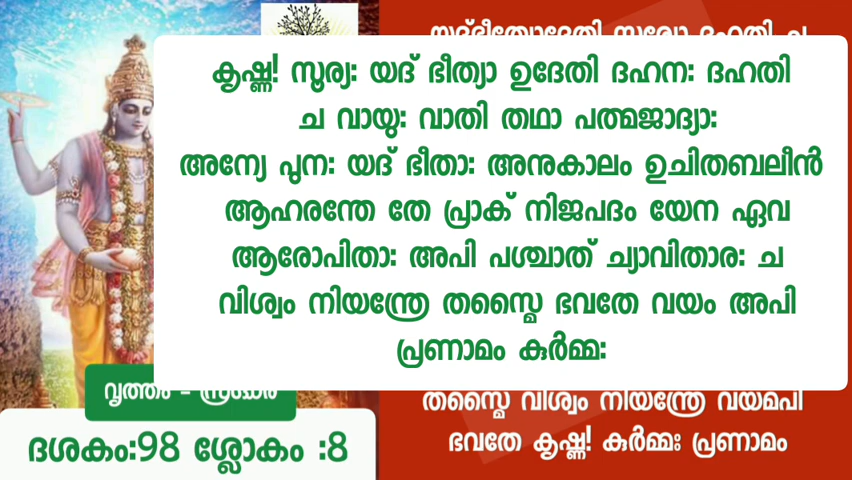 കൃഷ്ണ! സൂര്യ: യദ് ഭീത്യാ ഉദേതി ദഹന: ദഹതി
ച വായു: വാതി തഥാ പത്മജാദ്യാ:
അന്യേ പുന: യദ് ഭീതാ: അനുകാലം ഉചിതബലീൻ
ആഹരന്തേ തേ പ്രാക് നിജപദം യേന ഏവ
ആരോപിതാ: അപി പശ്ചാത് ച്യാവിതാര: ച
വിശ്വം നിയന്ത്രേ തസ്മൈ ഭവതേ വയം അപി
പ്രണാമം കുർമ്മ:
വൃത്തം -
ദശകം:98 ശ്ലോകം :8
തസ്മൈ വിശ്വം നിയന്ത്രേ വയമപി
ഭവതേ കൃഷ്ണ! കുർമ്മഃ പ്രണാമം